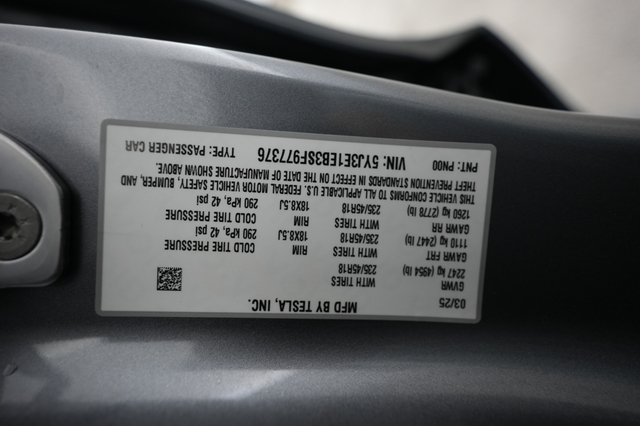 MFD BY TESLA, INC.
03/25
GVWR
2247 kg (4954 lb) WITH TIRES 235/45R18 RIM 18X8.5J COLD TIRE PRESSURE 290 kPa, 42 psi
GAWR FRT
1110 kg (2447 lb) WITH TIRES 235/45R18 RIM 18X8.5J COLD TIRE PRESSURE 290 kPa, 42 psi
GAWR RR
1260 kg (2778 lb)
THIS VEHICLE CONFORMS TO ALL APPLICABLE U.S. FEDERAL MOTOR VEHICLE SAFETY, BUMPER, AND
THEFT PREVENTION STANDARDS IN EFFECT ON THE DATE OF MANUFACTURE SHOWN ABOVE.
PNT: PN00 VIN: 5YJ3E1EB3SF977376 TYPE: PASSENGER CAR